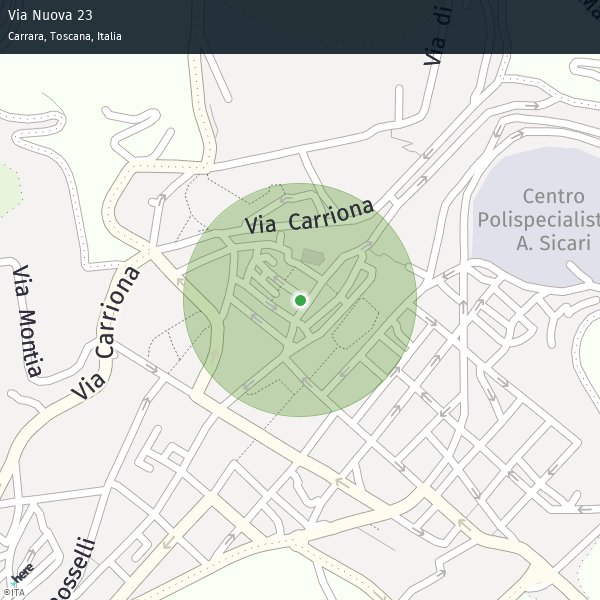 Via Nuova 23
Carrara, Toscana, Italia
Via di
Via Carriona
Centro
Polispecialist
A. Sicari
Via Montia
Via Carriona
osselli
here
©ITA